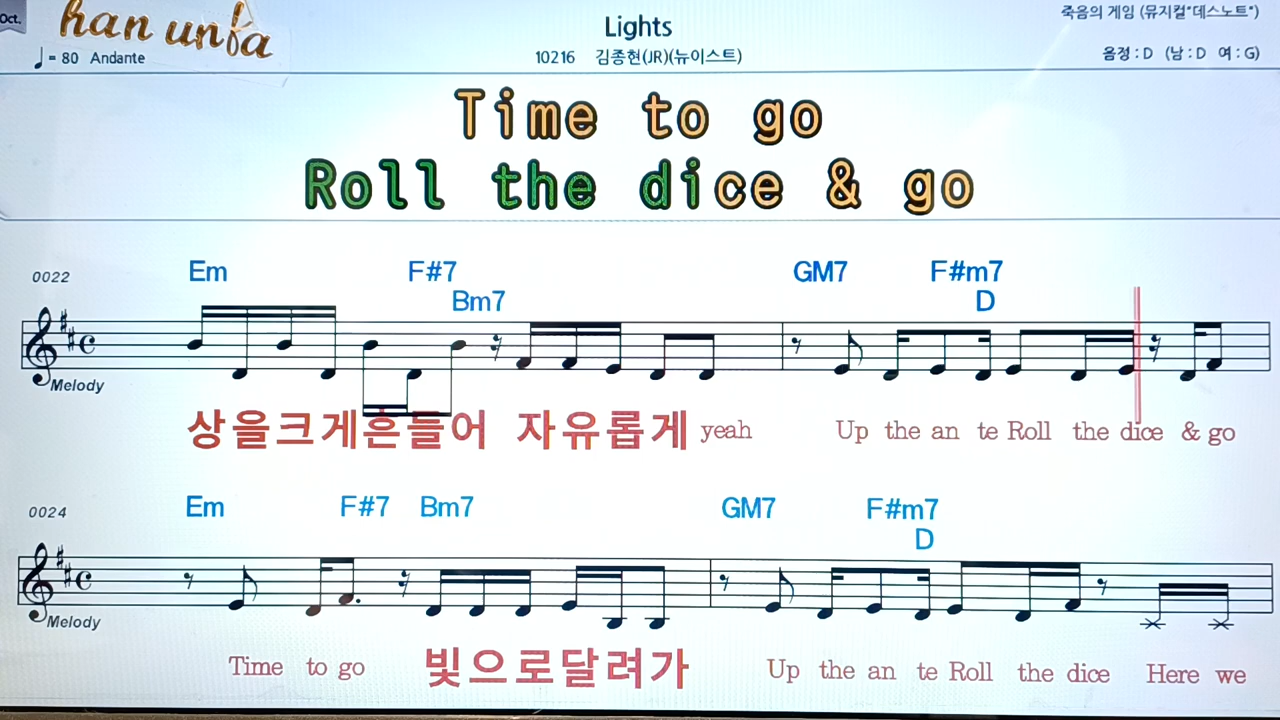 Oct.
han unfa
Lights
죽음의 게임 (뮤지컬"데스노트")
♩= 80 Andante
10216 김종현(JR)(뉴이스트)
음정 : D (남 : D 여 : G)
Time to go
Roll the dice & go
0022
Em F#7 GM7 F#m7
Bm7 D
Melody
상을크게흔들어 자유롭게 yeah Up the an te Roll the dice & go
0024
Em F#7 Bm7 GM7 F#m7
D
Melody
Time to go 빛으로달려가 Up the an te Roll the dice Here we